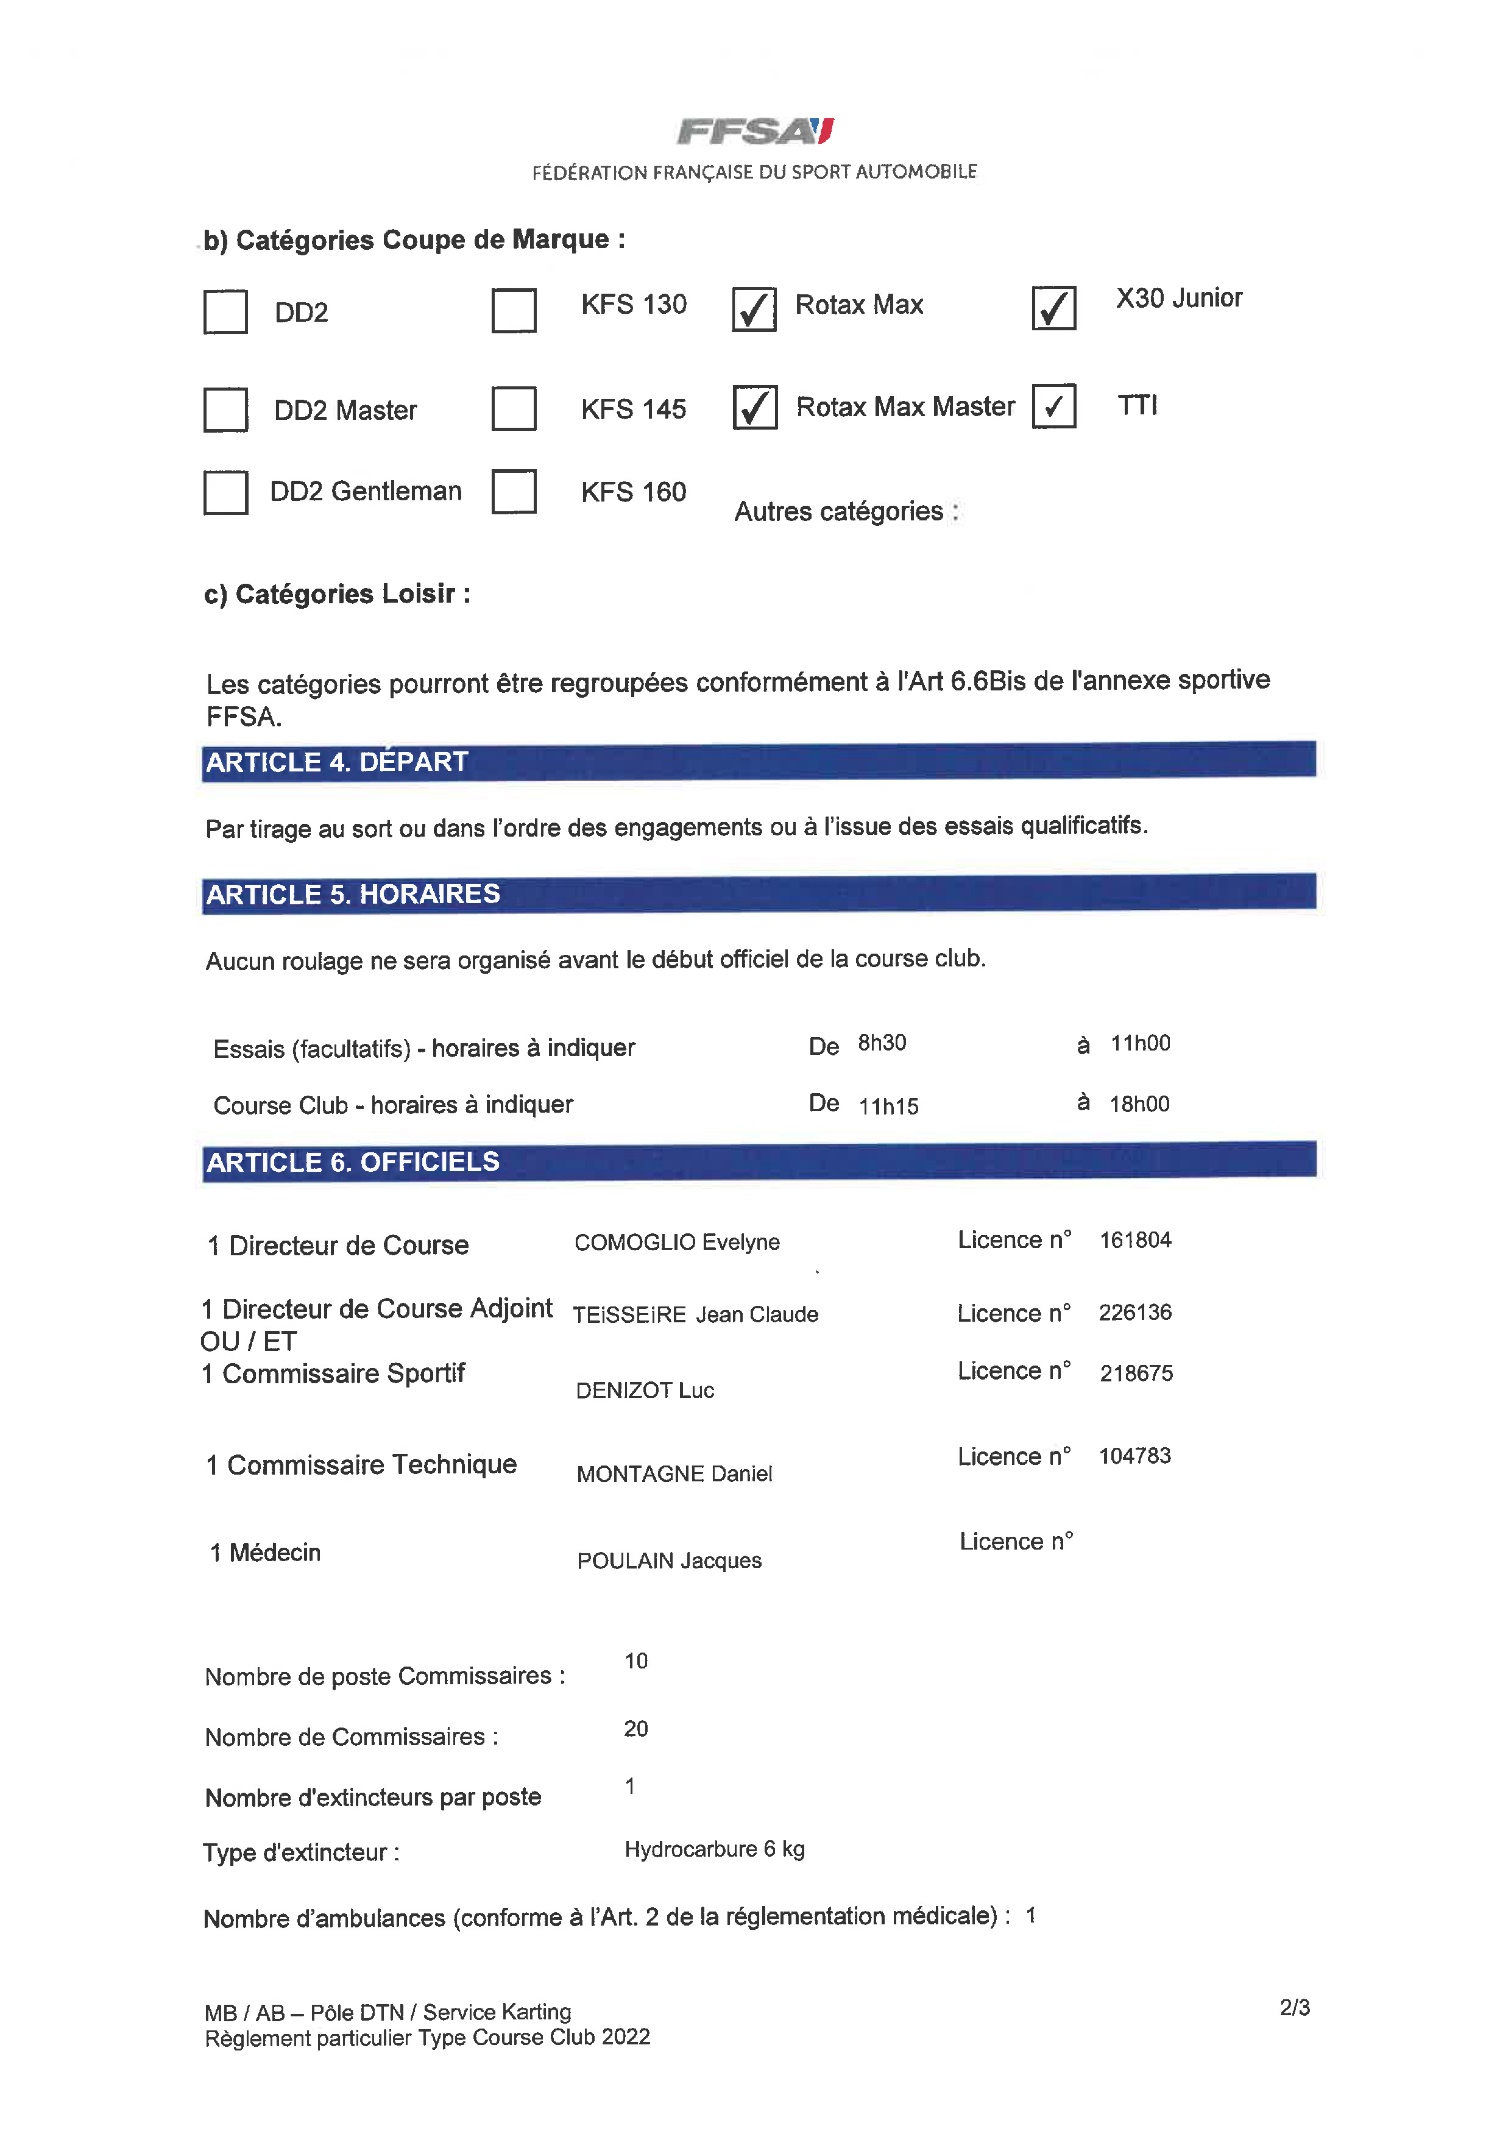 FFSA
FÉDÉRATION FRANÇAISE DU SPORT AUTOMOBILE
b) Catégories Coupe de Marque :
DD2 KFS 130 ✓ Rotax Max ✓ X30 Junior
DD2 Master KFS 145 ✓ Rotax Max Master ✓ TTI
DD2 Gentleman KFS 160 Autres catégories :
c) Catégories Loisir :
Les catégories pourront être regroupées conformément à l'Art 6.6Bis de l'annexe sportive
FFSA.
ARTICLE 4. DÉPART
Par tirage au sort ou dans l'ordre des engagements ou à l'issue des essais qualificatifs.
ARTICLE 5. HORAIRES
Aucun roulage ne sera organisé avant le début officiel de la course club.
Essais (facultatifs) - horaires à indiquer De 8h30 à 11h00
Course Club - horaires à indiquer De 11h15 à 18h00
ARTICLE 6. OFFICIELS
1 Directeur de Course COMOGLIO Evelyne Licence n° 161804
1 Directeur de Course Adjoint TEiSSEiRE Jean Claude Licence n° 226136
OU / ET
1 Commissaire Sportif DENIZOT Luc Licence n° 218675
1 Commissaire Technique MONTAGNE Daniel Licence n° 104783
1 Médecin POULAIN Jacques Licence n°
Nombre de poste Commissaires : 10
Nombre de Commissaires : 20
Nombre d'extincteurs par poste 1
Type d'extincteur : Hydrocarbure 6 kg
Nombre d'ambulances (conforme à l'Art. 2 de la réglementation médicale) : 1
MB / AB – Pôle DTN / Service Karting 2/3
Règlement particulier Type Course Club 2022